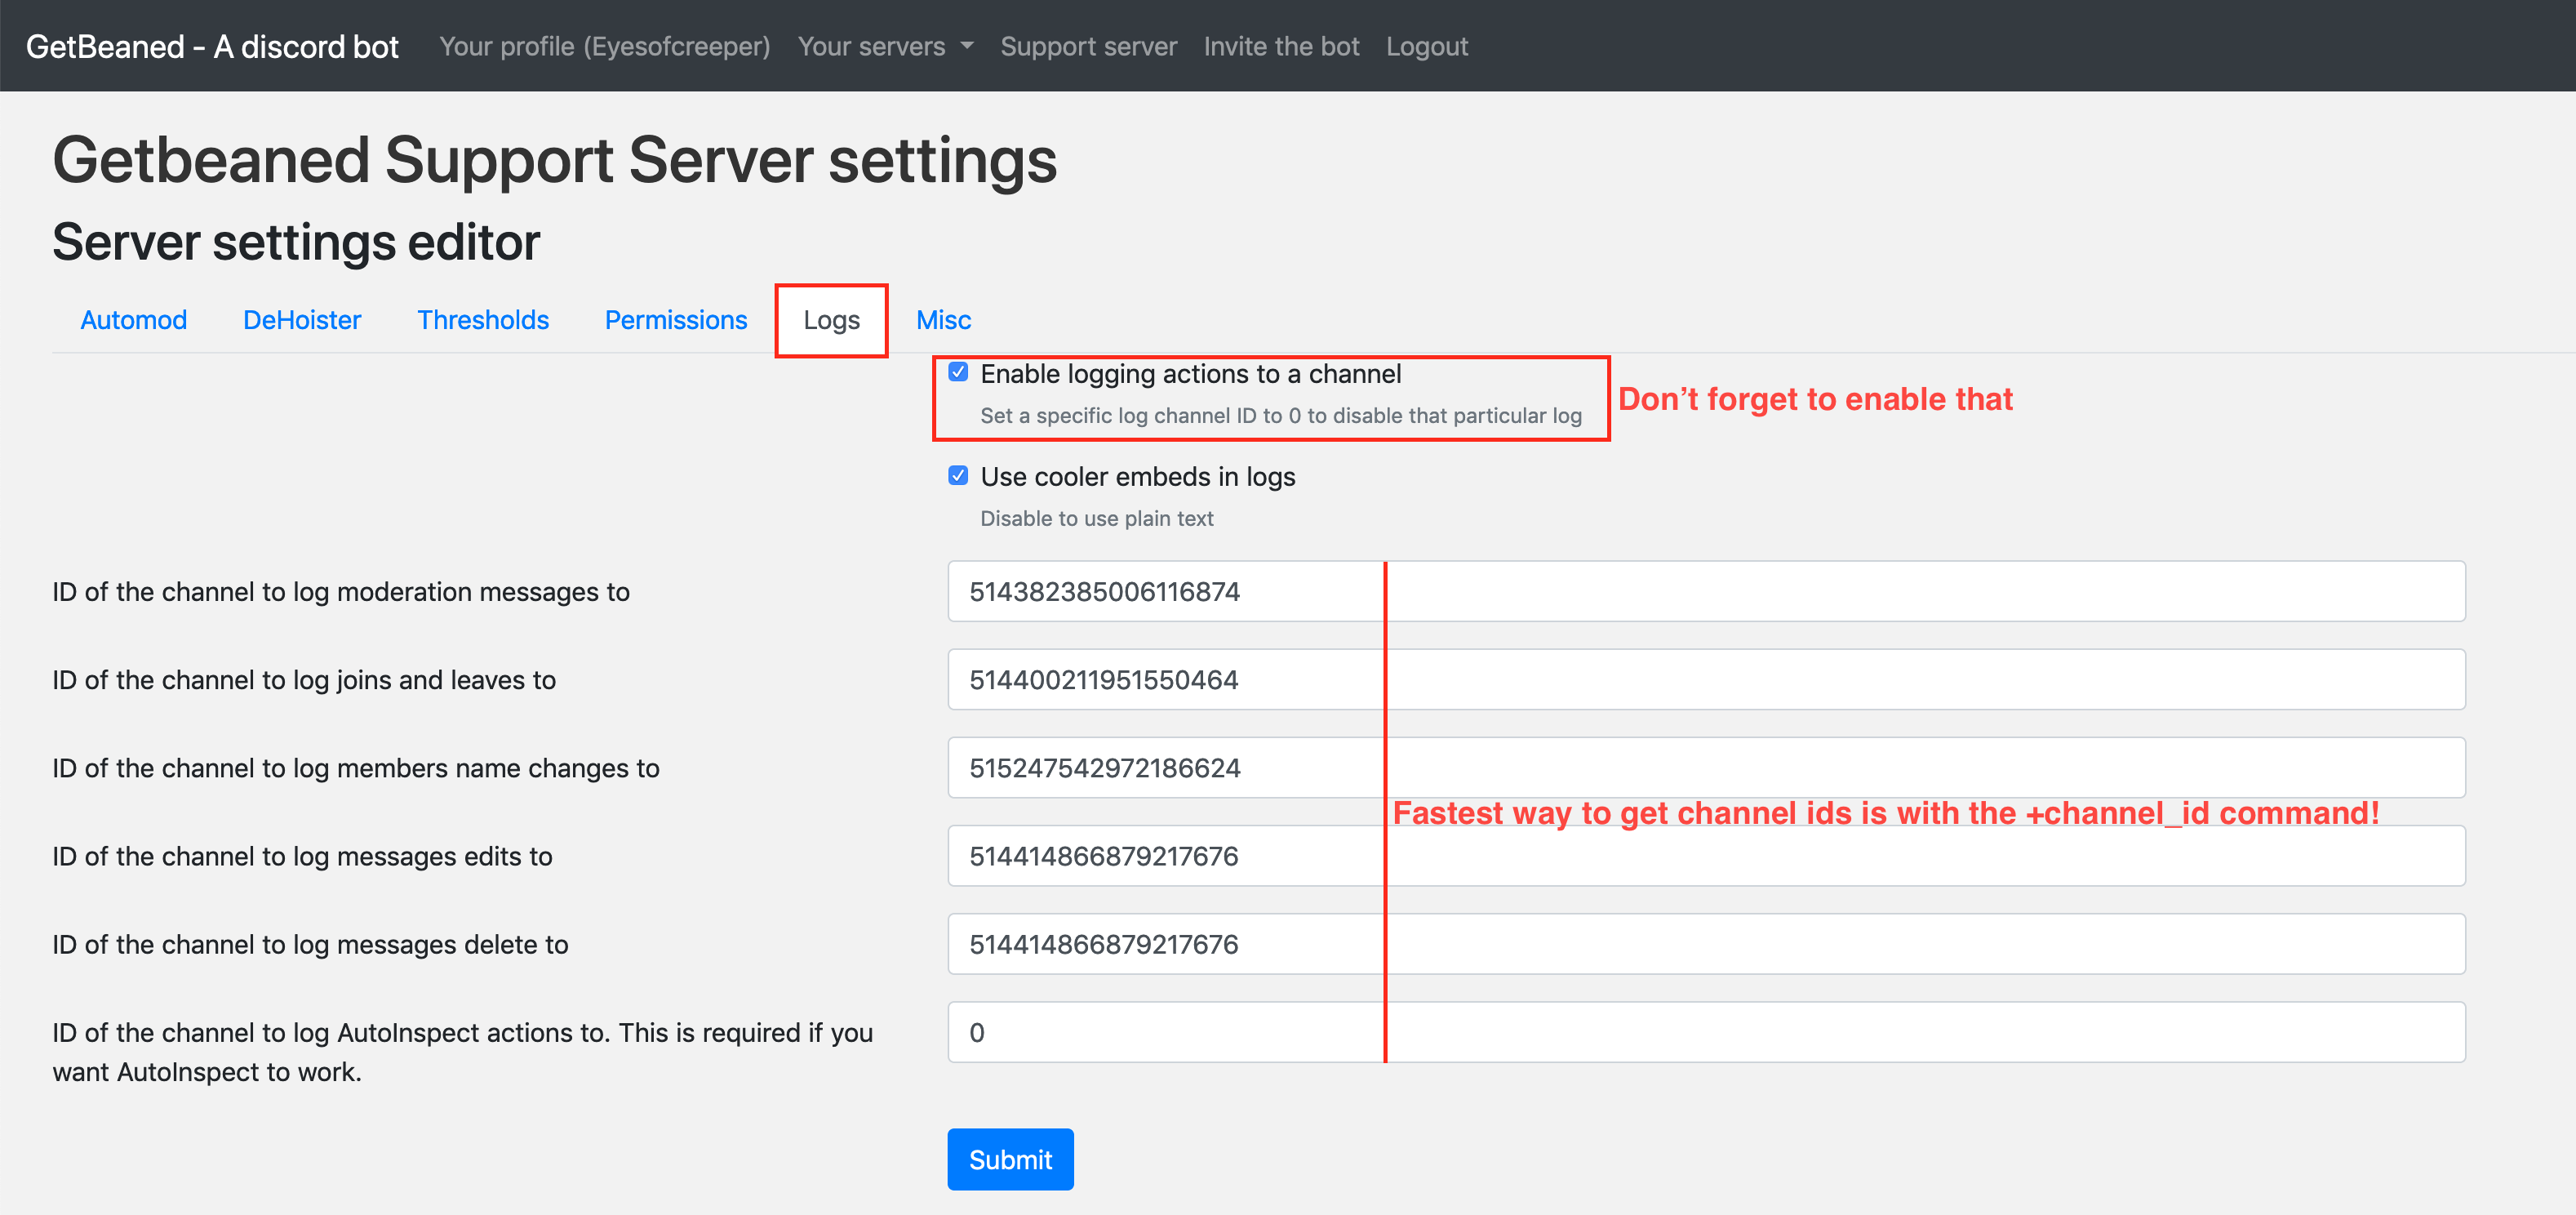 GetBeaned - A discord bot
Your profile (Eyesofcreeper)
Your servers
Support server
Invite the bot
Logout
Getbeaned Support Server settings
Server settings editor
Automod
DeHoister
Thresholds
Permissions
Logs
Misc
Enable logging actions to a channel
Set a specific log channel ID to 0 to disable that particular log
Don’t forget to enable that
Use cooler embeds in logs
Disable to use plain text
ID of the channel to log moderation messages to
514382385006116874
ID of the channel to log joins and leaves to
514400211951550464
ID of the channel to log members name changes to
515247542972186624
Fastest way to get channel ids is with the +channel_id command!
ID of the channel to log messages edits to
514414866879217676
ID of the channel to log messages delete to
514414866879217676
ID of the channel to log AutoInspect actions to. This is required if you
want AutoInspect to work.
0
Submit